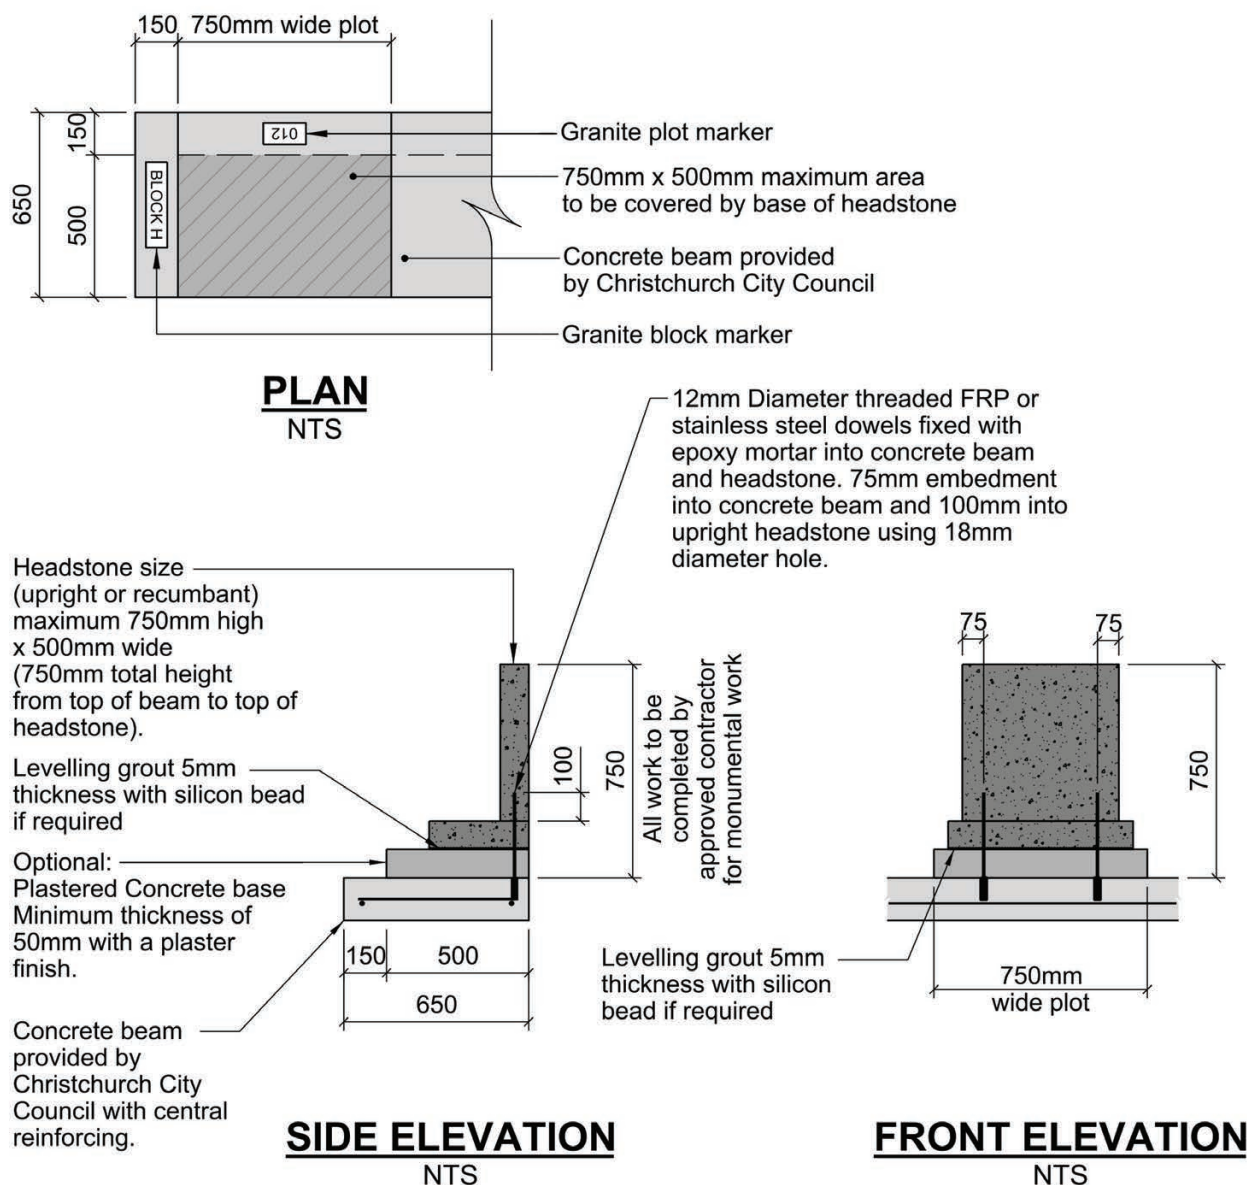 150
750mm wide plot
150
500
650
012
BLOCK H
Granite plot marker
750mm x 500mm maximum area
to be covered by base of headstone
Concrete beam provided
by Christchurch City Council
Granite block marker
PLAN
NTS
12mm Diameter threaded FRP or
stainless steel dowels fixed with
epoxy mortar into concrete beam
and headstone. 75mm embedment
into concrete beam and 100mm into
upright headstone using 18mm
diameter hole.
Headstone size
(upright or recumbant)
maximum 750mm high
x 500mm wide
(750mm total height
from top of beam to top of
headstone).
Levelling grout 5mm
thickness with silicon bead
if required
Optional:
Plastered Concrete base
Minimum thickness of
50mm with a plaster
finish.
Concrete beam
provided by
Christchurch City
Council with central
reinforcing.
100
750
All work to be
completed by
approved contractor
for monumental work
150
500
650
SIDE ELEVATION
NTS
75
75
750
Levelling grout 5mm
thickness with silicon
bead if required
750mm
wide plot
FRONT ELEVATION
NTS